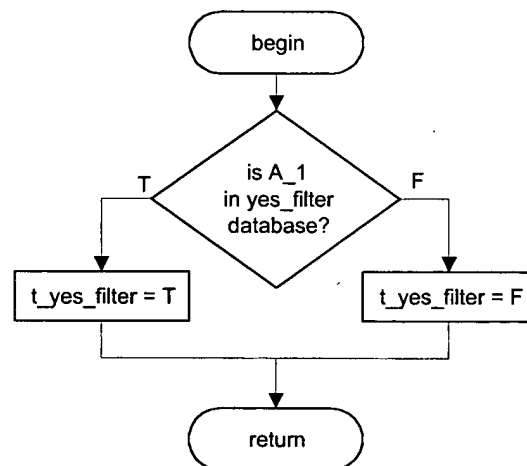 begin
is A_1
in yes_filter
database?
T
F
t_yes_filter = T
t_yes_filter = F
return